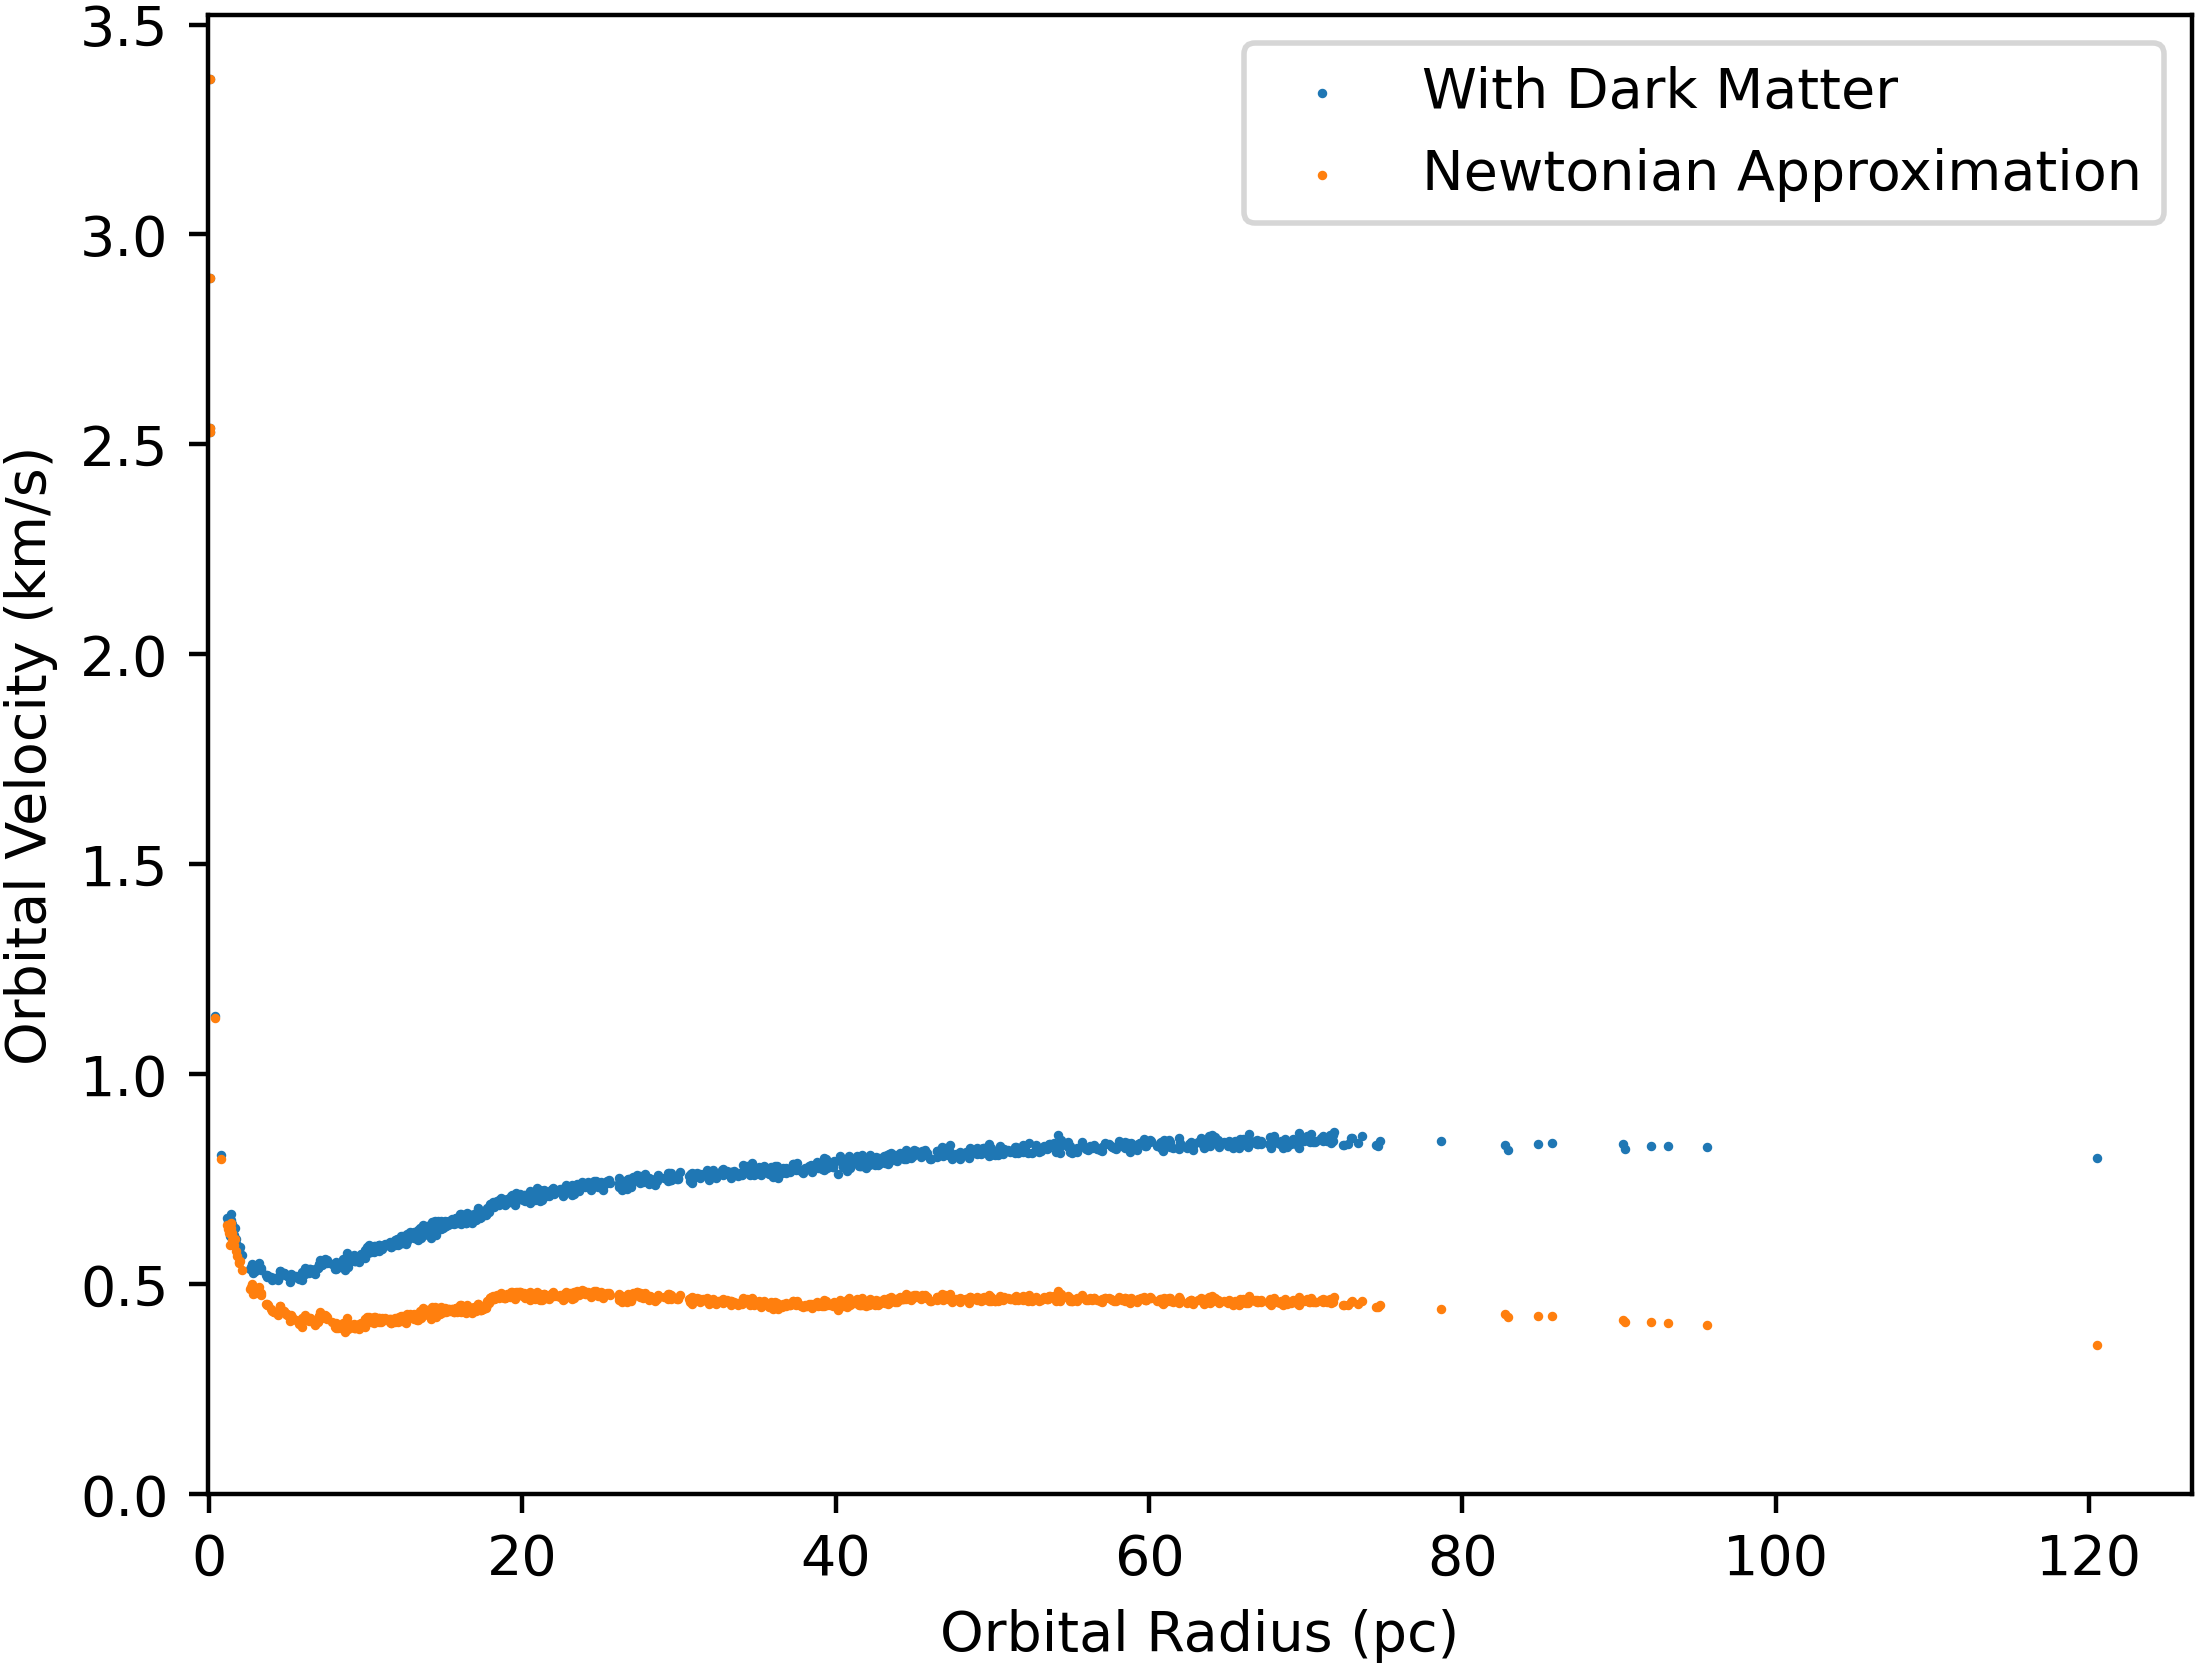 With Dark Matter
Newtonian Approximation
Orbital Velocity (km/s)
3.5
3.0
2.5
2.0
1.5
1.0
0.5
0.0
0 20 40 60 80 100 120
Orbital Radius (pc)